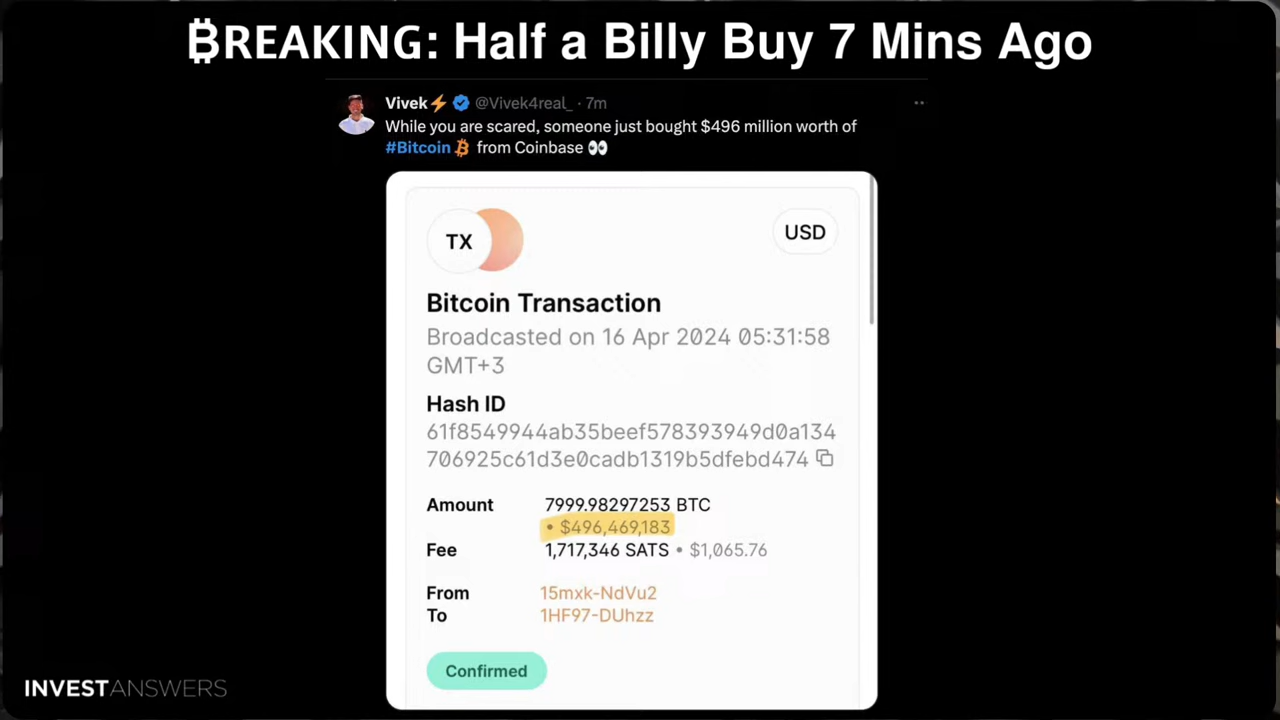 ₿REAKING: Half a Billy Buy 7 Mins Ago
Vivek⚡ @Vivek4real_ · 7m
While you are scared, someone just bought $496 million worth of
#Bitcoin from Coinbase 👀
TX
USD
Bitcoin Transaction
Broadcasted on 16 Apr 2024 05:31:58
GMT+3
Hash ID
61f8549944ab35beef578393949d0a134
706925c61d3e0cadb1319b5dfebd474
Amount 7999.98297253 BTC
• $496,469,183
Fee 1,717,346 SATS • $1,065.76
From 15mxk-NdVu2
To 1HF97-DUhzz
Confirmed
INVESTANSWERS